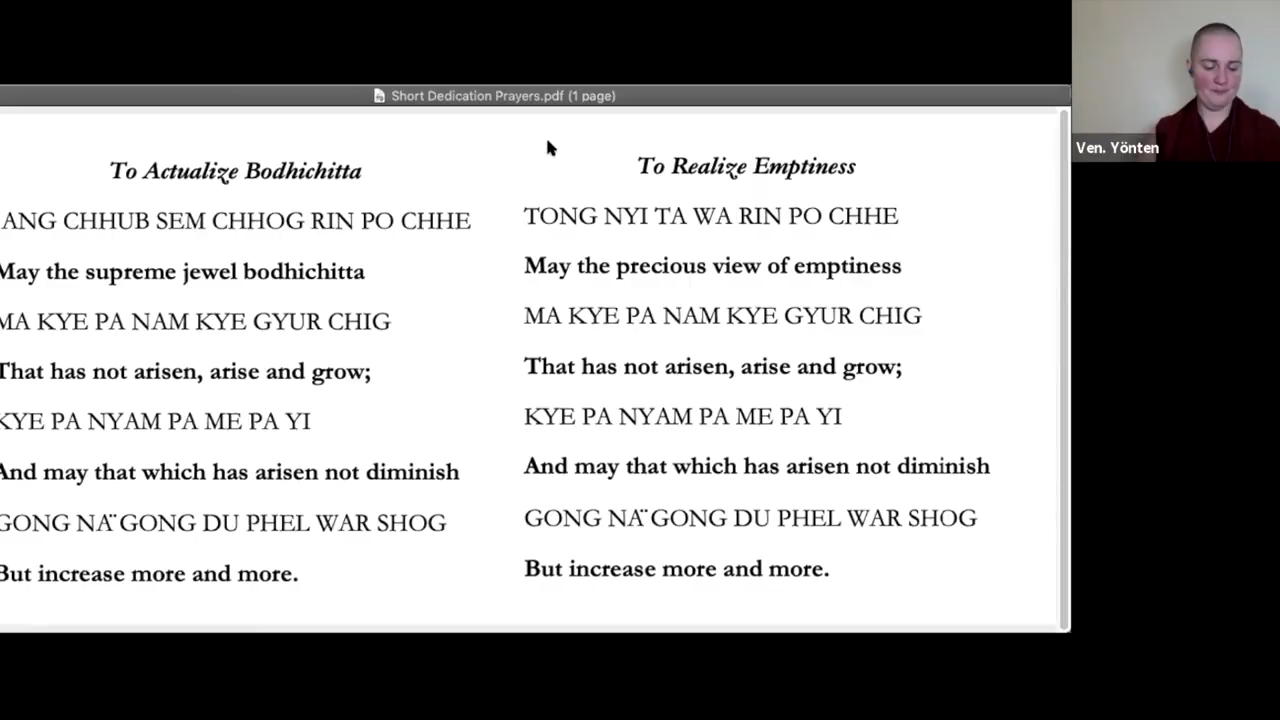 Short Dedication Prayers.pdf (1 page)
Ven. Yönten
To Actualize Bodhichitta
ANG CHHUB SEM CHHOG RIN PO CHHE
May the supreme jewel bodhichitta
MA KYE PA NAM KYE GYUR CHIG
That has not arisen, arise and grow;
KYE PA NYAM PA ME PA YI
And may that which has arisen not diminish
GONG NÄ GONG DU PHEL WAR SHOG
But increase more and more.
To Realize Emptiness
TONG NYI TA WA RIN PO CHHE
May the precious view of emptiness
MA KYE PA NAM KYE GYUR CHIG
That has not arisen, arise and grow;
KYE PA NYAM PA ME PA YI
And may that which has arisen not diminish
GONG NÄ GONG DU PHEL WAR SHOG
But increase more and more.